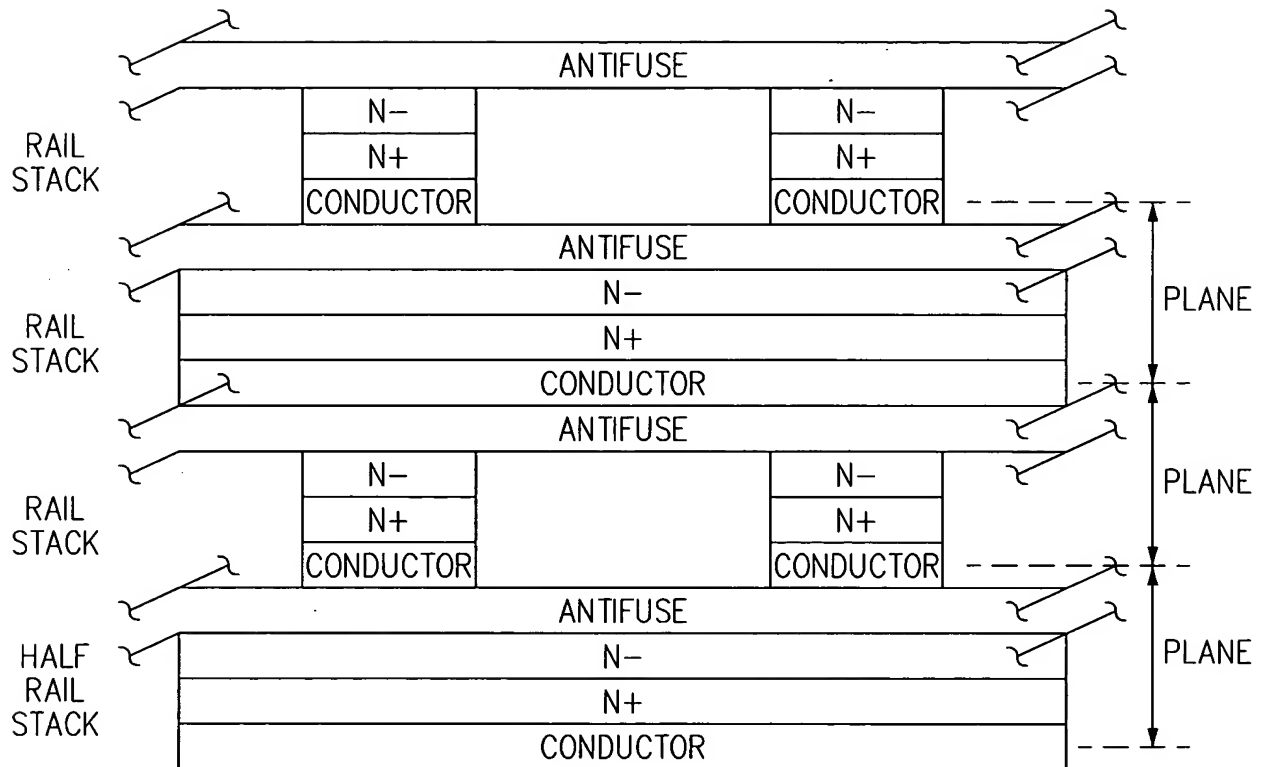 ANTIFUSE
N- N-
RAIL
STACK
N+ N+
CONDUCTOR CONDUCTOR
ANTIFUSE
N-
PLANE
RAIL
STACK
N+
CONDUCTOR
ANTIFUSE
N- N-
PLANE
RAIL
STACK
N+ N+
CONDUCTOR CONDUCTOR
ANTIFUSE
HALF
RAIL
STACK
N-
PLANE
N+
CONDUCTOR